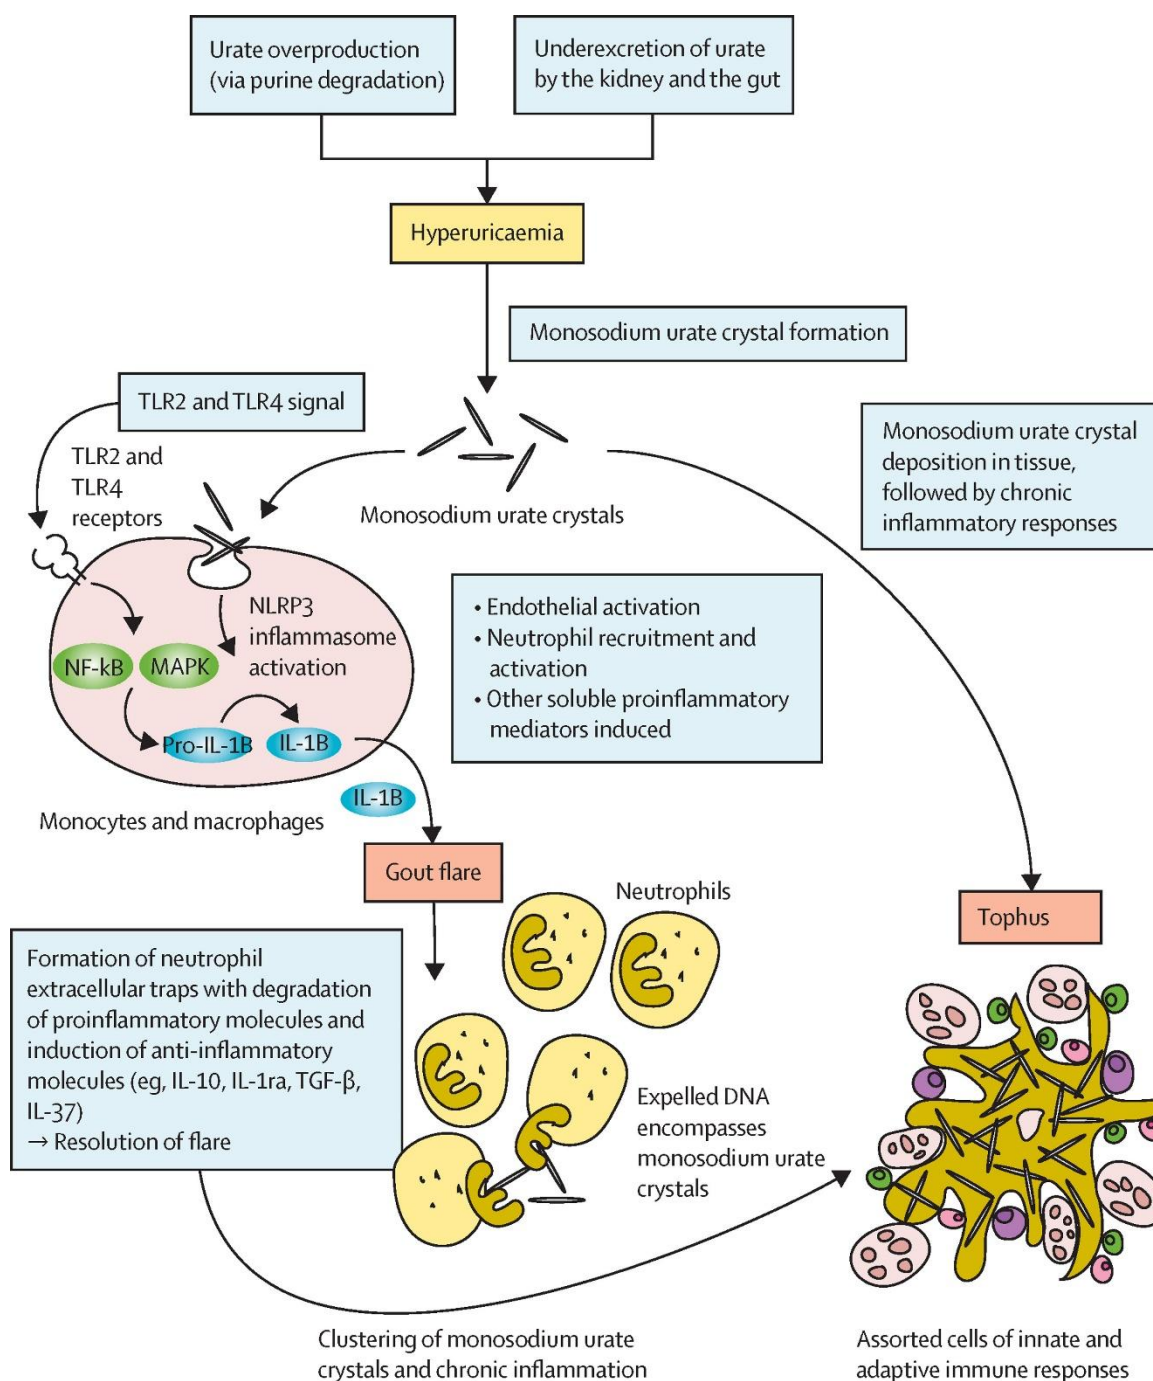 Urate overproduction
(via purine degradation)
Underexcretion of urate
by the kidney and the gut
Hyperuricaemia
Monosodium urate crystal formation
TLR2 and TLR4 signal
TLR2 and
TLR4
receptors
Monosodium urate crystals
Monosodium urate crystal
deposition in tissue,
followed by chronic
inflammatory responses
NLRP3
inflammasome
activation
NF-kB
MAPK
Pro-IL-1B
IL-1B
• Endothelial activation
• Neutrophil recruitment and
activation
• Other soluble proinflammatory
mediators induced
IL-1B
Monocytes and macrophages
Gout flare
Neutrophils
Tophus
Formation of neutrophil
extracellular traps with degradation
of proinflammatory molecules and
induction of anti-inflammatory
molecules (eg, IL-10, IL-1ra, TGF-β,
IL-37)
→ Resolution of flare
Expelled DNA
encompasses
monosodium urate
crystals
Clustering of monosodium urate
crystals and chronic inflammation
Assorted cells of innate and
adaptive immune responses